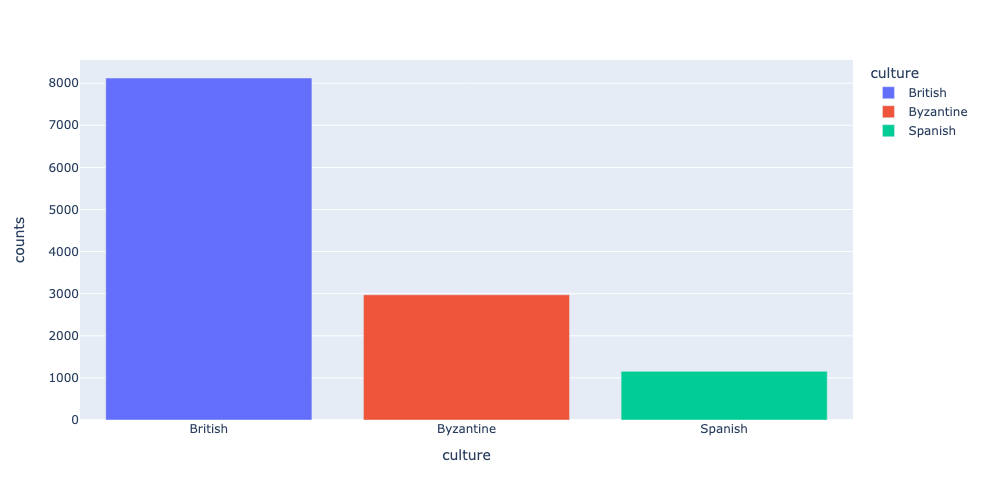 culture
British
Byzantine
Spanish
counts
8000
7000
6000
5000
4000
3000
2000
1000
0
British Byzantine Spanish
culture